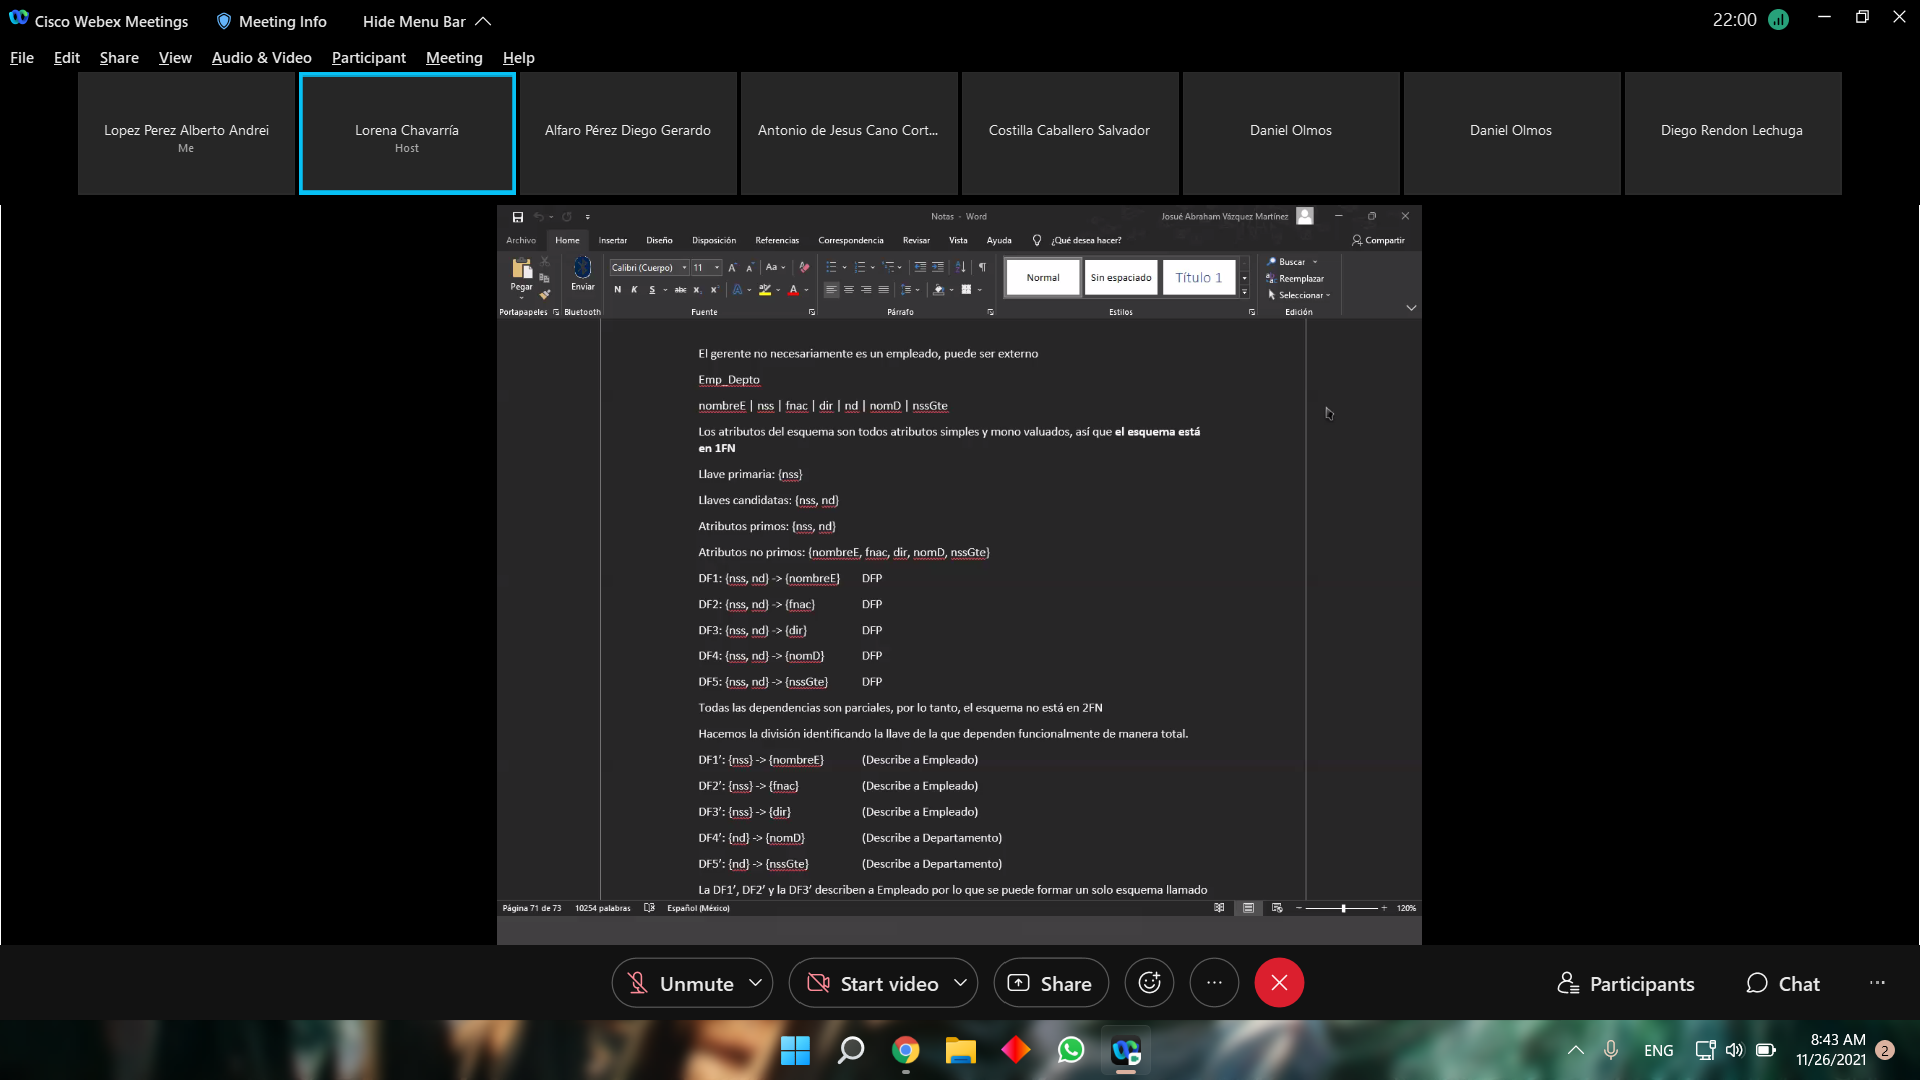 Cisco Webex Meetings
Meeting Info
Hide Menu Bar
22:00
File Edit Share View Audio & Video Participant Meeting Help
Lopez Perez Alberto Andrei
Me
Lorena Chavarría
Host
Alfaro Pérez Diego Gerardo
Antonio de Jesus Cano Cort...
Costilla Caballero Salvador
Daniel Olmos
Daniel Olmos
Diego Rendon Lechuga
Notas - Word
Josué Abraham Vázquez Martínez
Archivo Home Insertar Diseño Disposición Referencias Correspondencia Revisar Vista Ayuda ¿Qué desea hacer? Compartir
Pegar
Enviar
Calibri (Cuerpo) 11
Aa
N K S abc x x
A A
Normal
Sin espaciado
Título 1
Buscar
Reemplazar
Seleccionar
Portapapeles Bluetooth Fuente Párrafo Estilos Edición
El gerente no necesariamente es un empleado, puede ser externo
Emp_Depto
nombreE | nss | fnac | dir | nd | nomD | nssGte
Los atributos del esquema son todos atributos simples y mono valuados, así que el esquema está
en 1FN
Llave primaria: {nss}
Llaves candidatas: {nss, nd}
Atributos primos: {nss, nd}
Atributos no primos: {nombreE, fnac, dir, nomD, nssGte}
DF1: {nss, nd} -> {nombreE} DFP
DF2: {nss, nd} -> {fnac} DFP
DF3: {nss, nd} -> {dir} DFP
DF4: {nss, nd} -> {nomD} DFP
DF5: {nss, nd} -> {nssGte} DFP
Todas las dependencias son parciales, por lo tanto, el esquema no está en 2FN
Hacemos la división identificando la llave de la que dependen funcionalmente de manera total.
DF1’: {nss} -> {nombreE} (Describe a Empleado)
DF2’: {nss} -> {fnac} (Describe a Empleado)
DF3’: {nss} -> {dir} (Describe a Empleado)
DF4’: {nd} -> {nomD} (Describe a Departamento)
DF5’: {nd} -> {nssGte} (Describe a Departamento)
La DF1’, DF2’ y la DF3’ describen a Empleado por lo que se puede formar un solo esquema llamado
Página 71 de 73 10254 palabras Español (México) 120%
Unmute
Start video
Share
Participants
Chat
ENG
8:43 AM
11/26/2021
2